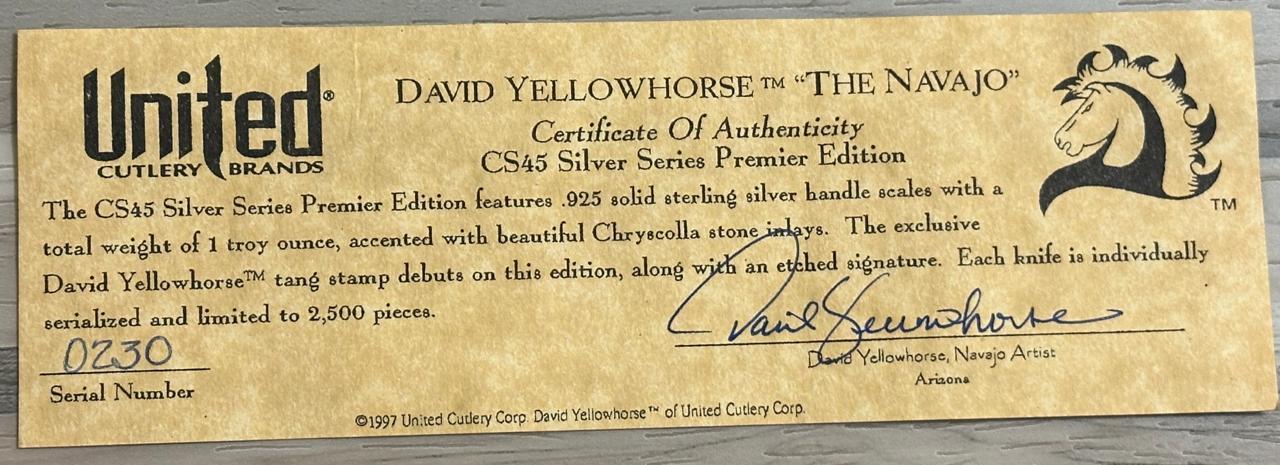 United®
CUTLERY BRANDS
DAVID YELLOWHORSE™ "THE NAVAJO"
Certificate Of Authenticity
CS45 Silver Series Premier Edition
The CS45 Silver Series Premier Edition features .925 solid sterling silver handle scales with a
total weight of 1 troy ounce, accented with beautiful Chryscolla stone inlays. The exclusive
David Yellowhorse™ tang stamp debuts on this edition, along with an etched signature. Each knife is individually
serialized and limited to 2,500 pieces.
TM
0230
Serial Number
David Yellowhorse
David Yellowhorse, Navajo Artist
Arizona
©1997 United Cutlery Corp. David Yellowhorse™ of United Cutlery Corp.